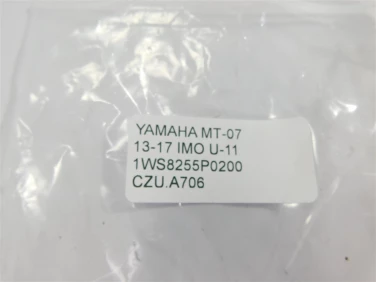 YAMAHA MT-07
13-17 IMO U-11
1WS8255P0200
CZU.A706